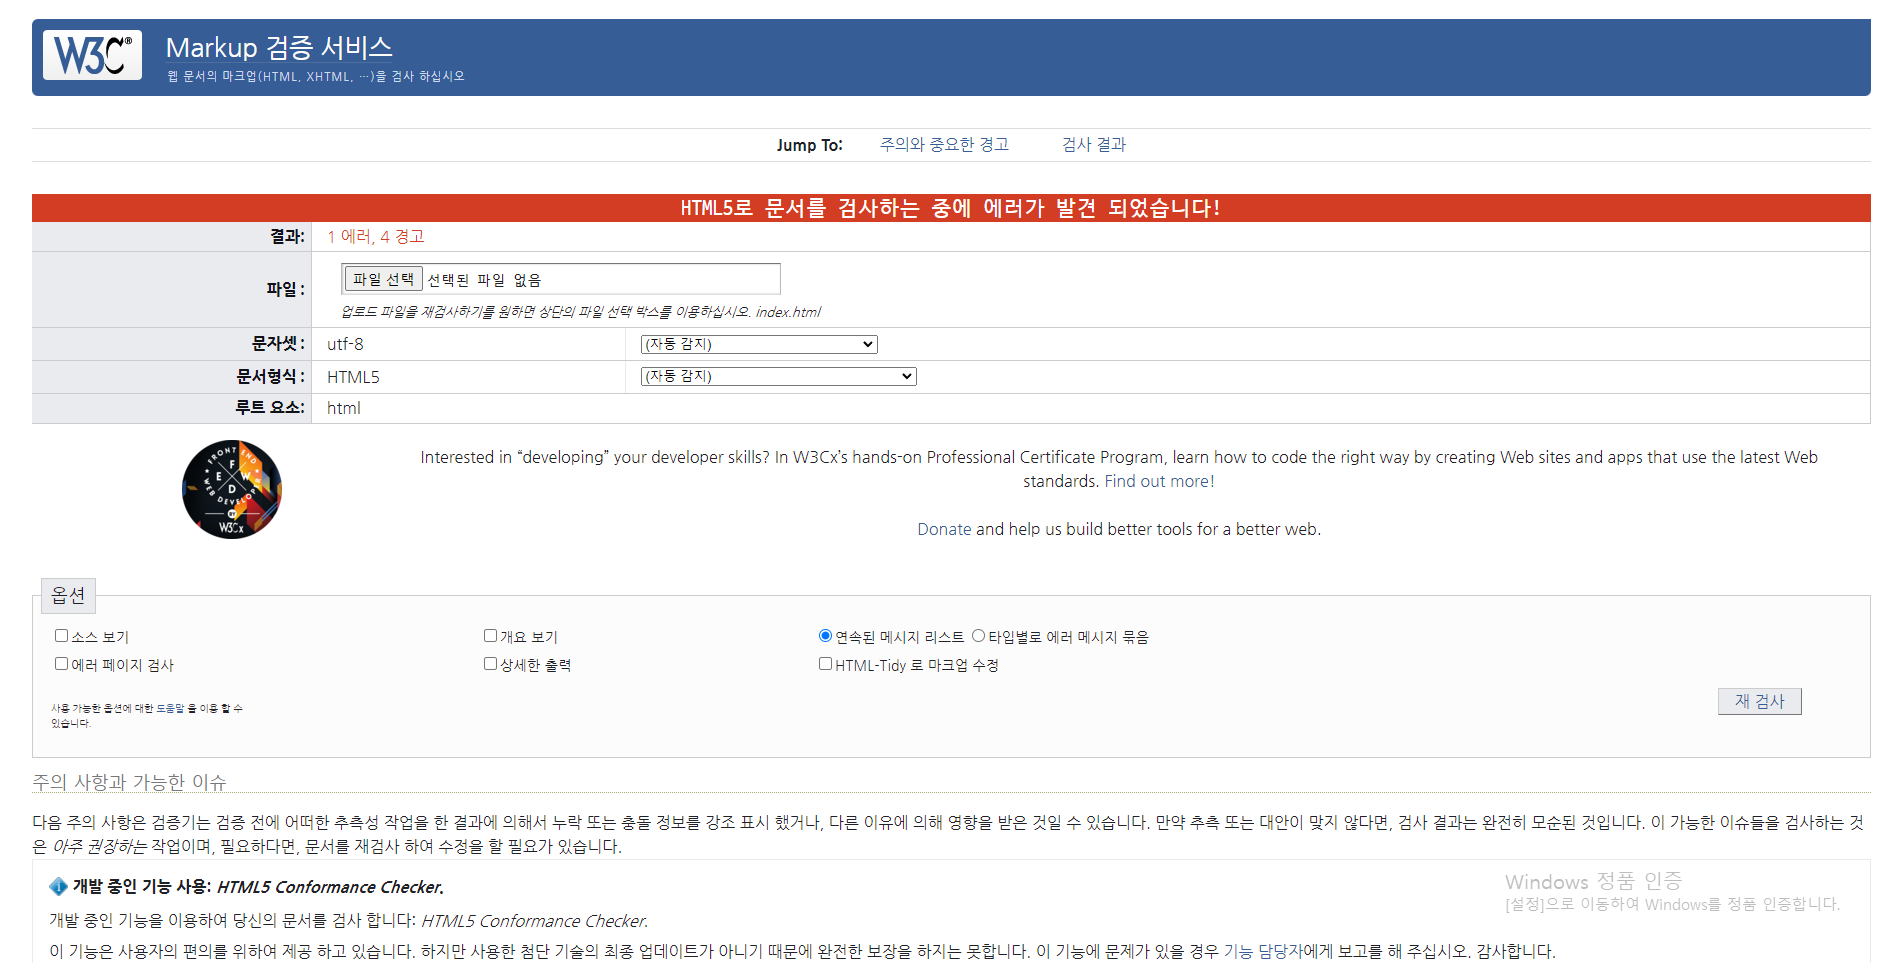 W3C®
Markup 검증 서비스
웹 문서의 마크업(HTML, XHTML, …)을 검사 하십시오
Jump To: 주의와 중요한 경고 검사 결과
HTML5로 문서를 검사하는 중에 에러가 발견 되었습니다!
결과: 1 에러, 4 경고
파일 : 파일 선택 선택된 파일 없음
업로드 파일을 재검사하기를 원하면 상단의 파일 선택 박스를 이용하십시오. index.html
문자셋 : utf-8 (자동 감지)
문서형식 : HTML5 (자동 감지)
루트 요소: html
FRONT END
F
E W
D
WEB DEVELOPER
BY
W3Cx
Interested in “developing” your developer skills? In W3Cx’s hands-on Professional Certificate Program, learn how to code the right way by creating Web sites and apps that use the latest Web
standards. Find out more!
Donate and help us build better tools for a better web.
옵션
소스 보기 개요 보기 연속된 메시지 리스트 타입별로 에러 메시지 묶음
에러 페이지 검사 상세한 출력 HTML-Tidy 로 마크업 수정
사용 가능한 옵션에 대한 도움말 을 이용 할 수
있습니다.
재 검사
주의 사항과 가능한 이슈
다음 주의 사항은 검증기는 검증 전에 어떠한 추측성 작업을 한 결과에 의해서 누락 또는 충돌 정보를 강조 표시 했거나, 다른 이유에 의해 영향을 받은 것일 수 있습니다. 만약 추측 또는 대안이 맞지 않다면, 검사 결과는 완전히 모순된 것입니다. 이 가능한 이슈들을 검사하는 것
은 아주 권장하는 작업이며, 필요하다면, 문서를 재검사 하여 수정을 할 필요가 있습니다.
개발 중인 기능 사용: HTML5 Conformance Checker.
개발 중인 기능을 이용하여 당신의 문서를 검사 합니다: HTML5 Conformance Checker.
이 기능은 사용자의 편의를 위하여 제공 하고 있습니다. 하지만 사용한 첨단 기술의 최종 업데이트가 아니기 때문에 완전한 보장을 하지는 못합니다. 이 기능에 문제가 있을 경우 기능 담당자에게 보고를 해 주십시오. 감사합니다.
Windows 정품 인증
[설정]으로 이동하여 Windows를 정품 인증합니다.